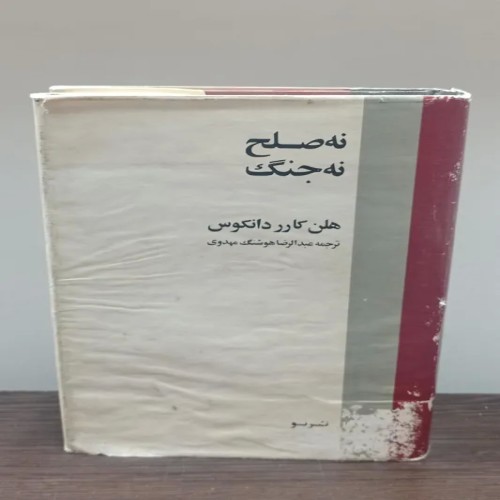 نه صلح
نه جنگ
هلن کارر دانکوس
ترجمه عبدالرضا هوشنگ مهدوی
نشر نو